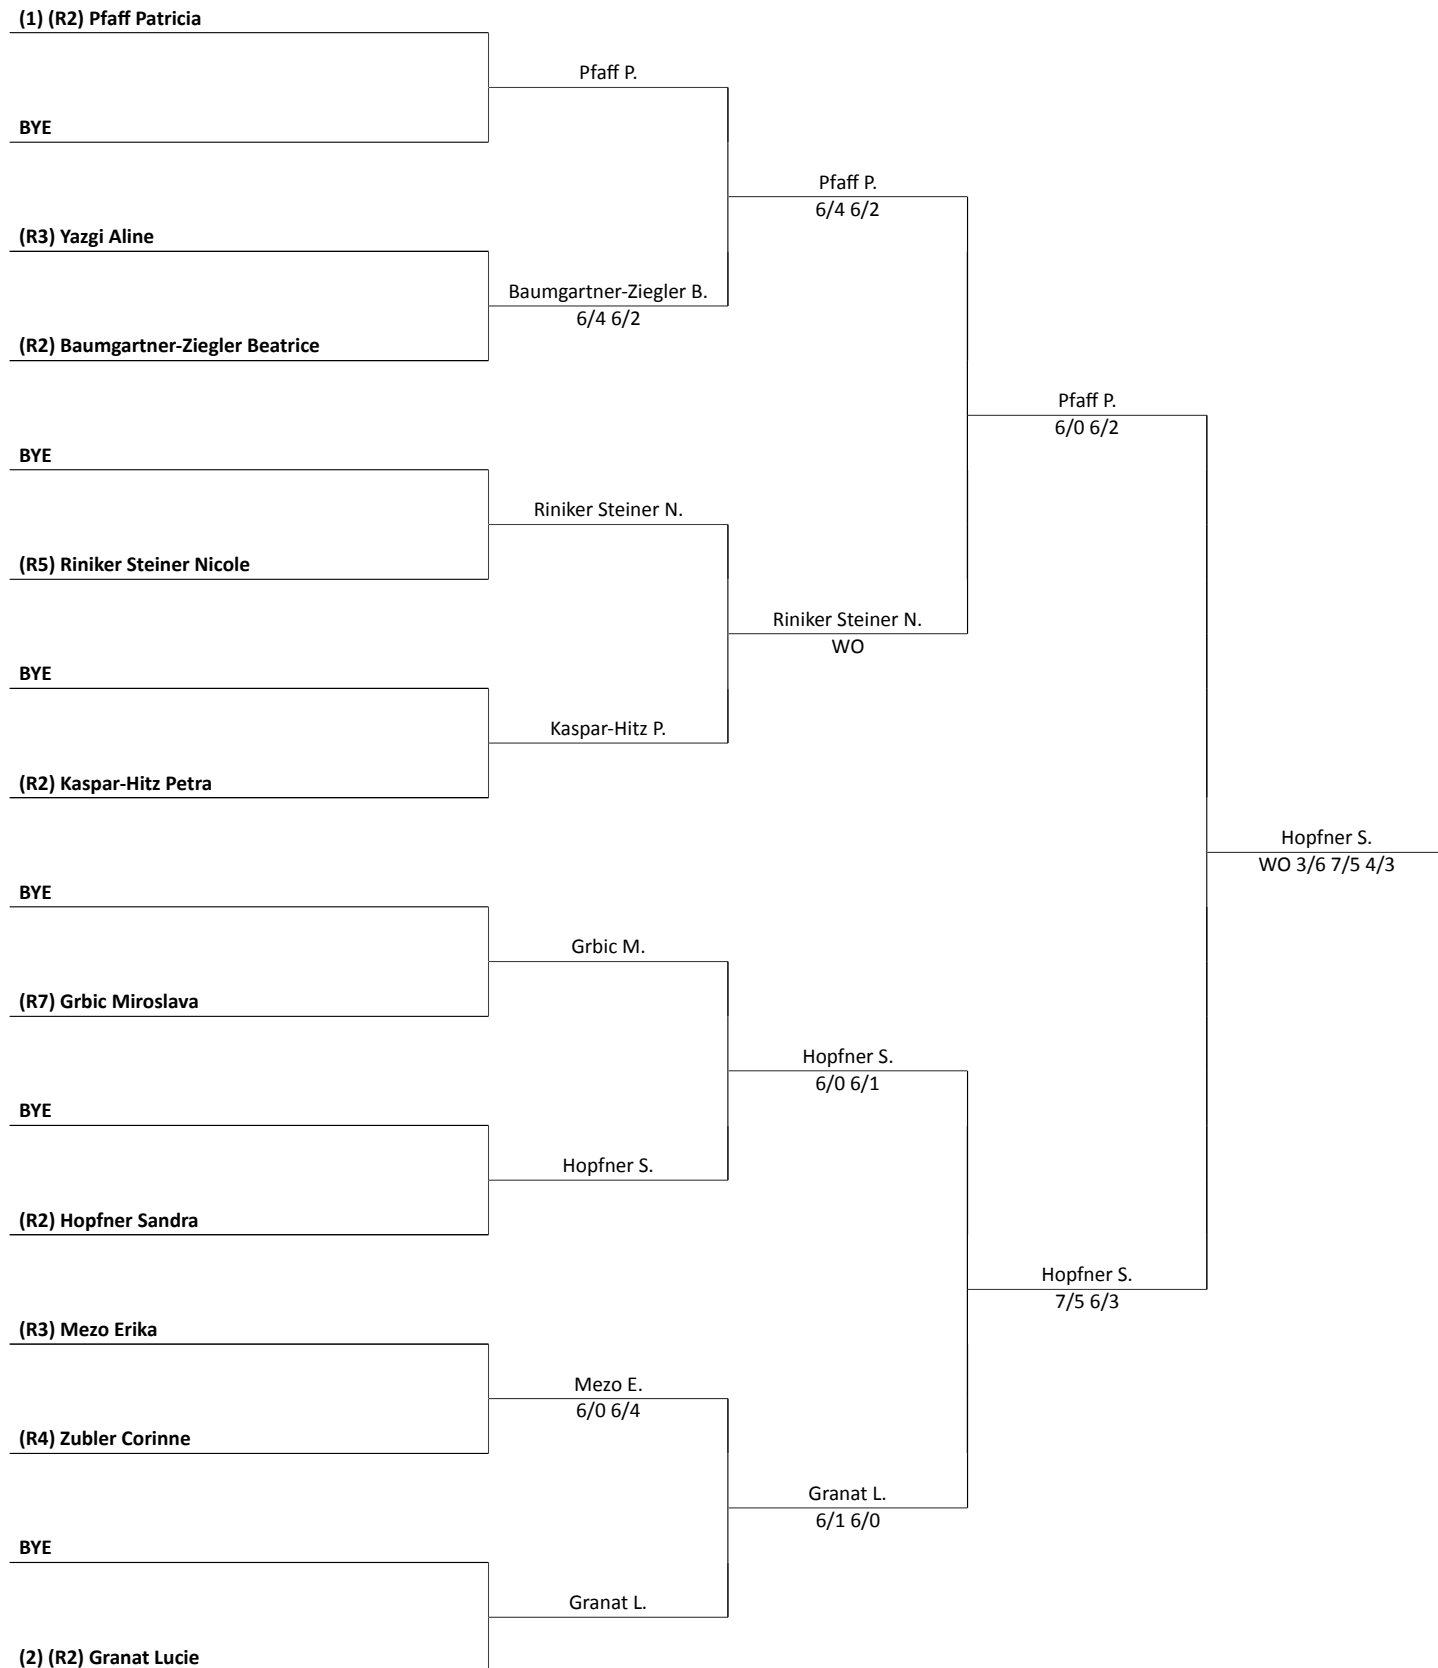 (1) (R2) Pfaff Patricia
Pfaff P.
BYE
Pfaff P.
6/4 6/2
(R3) Yazgi Aline
Baumgartner-Ziegler B.
6/4 6/2
(R2) Baumgartner-Ziegler Beatrice
Pfaff P.
6/0 6/2
BYE
Riniker Steiner N.
(R5) Riniker Steiner Nicole
Riniker Steiner N.
WO
BYE
Kaspar-Hitz P.
(R2) Kaspar-Hitz Petra
Hopfner S.
WO 3/6 7/5 4/3
BYE
Grbic M.
(R7) Grbic Miroslava
Hopfner S.
6/0 6/1
BYE
Hopfner S.
(R2) Hopfner Sandra
Hopfner S.
7/5 6/3
(R3) Mezo Erika
Mezo E.
6/0 6/4
(R4) Zubler Corinne
Granat L.
6/1 6/0
BYE
Granat L.
(2) (R2) Granat Lucie